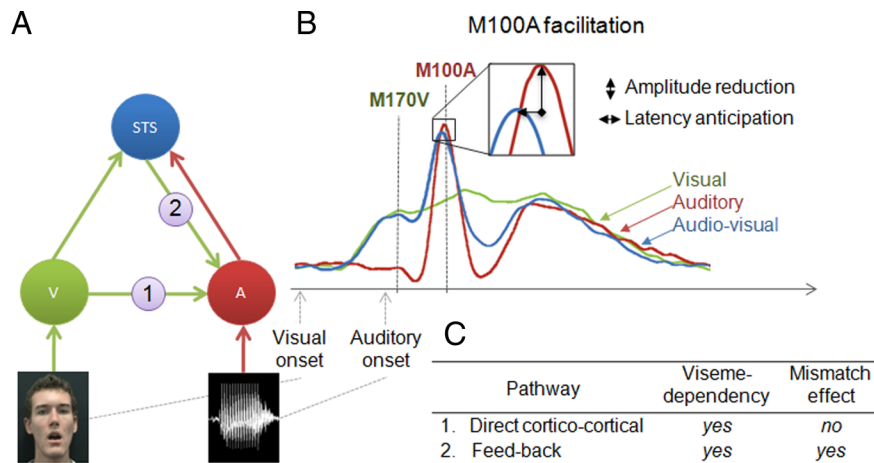 A
STS
2
V
1
A
B
M100A facilitation
M100A
M170V
Amplitude reduction
Latency anticipation
Visual
Auditory
Audio-visual
Visual
onset
Auditory
onset
C
Pathway
Viseme-
dependency
Mismatch
effect
1. Direct cortico-cortical yes no
2. Feed-back yes yes